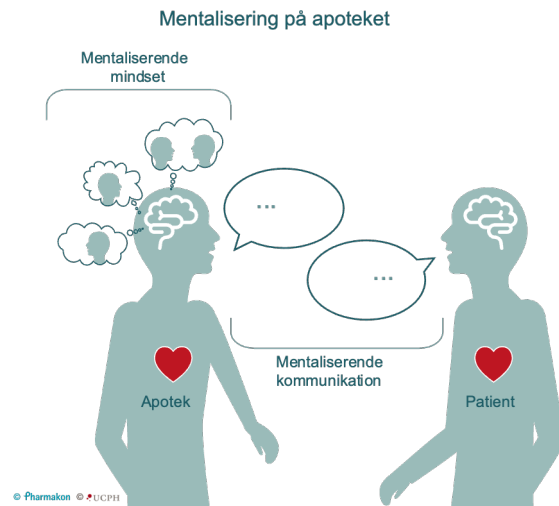 Mentalisering på apoteket
Mentaliserende
mindset
...
...
Mentaliserende
kommunikation
Apotek
Patient
© Pharmakon © UCPH